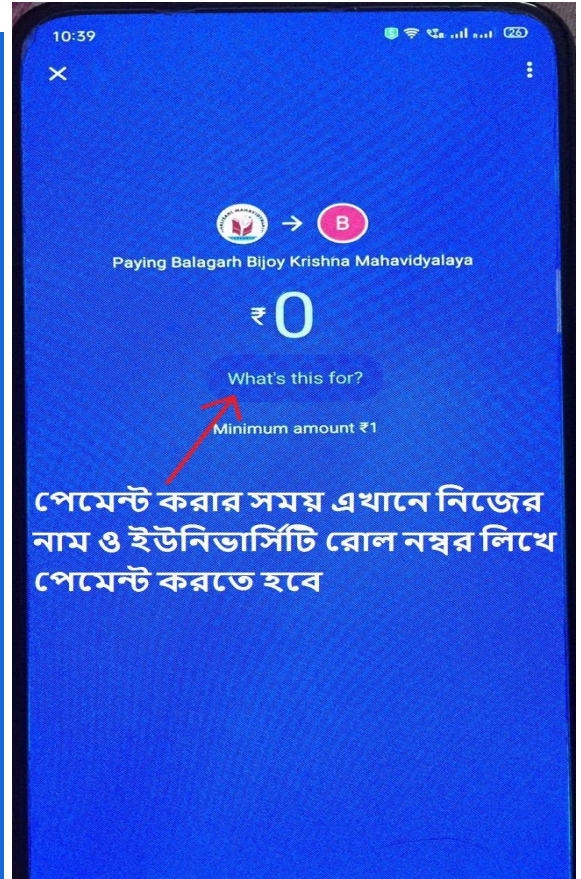 10:39
26
Paying Balagarh Bijoy Krishna Mahavidyalaya
B
₹0
What's this for?
Minimum amount ₹1
পেমেন্ট করার সময় এখানে নিজের
নাম ও ইউনিভার্সিটি রোল নম্বর লিখে
পেমেন্ট করতে হবে